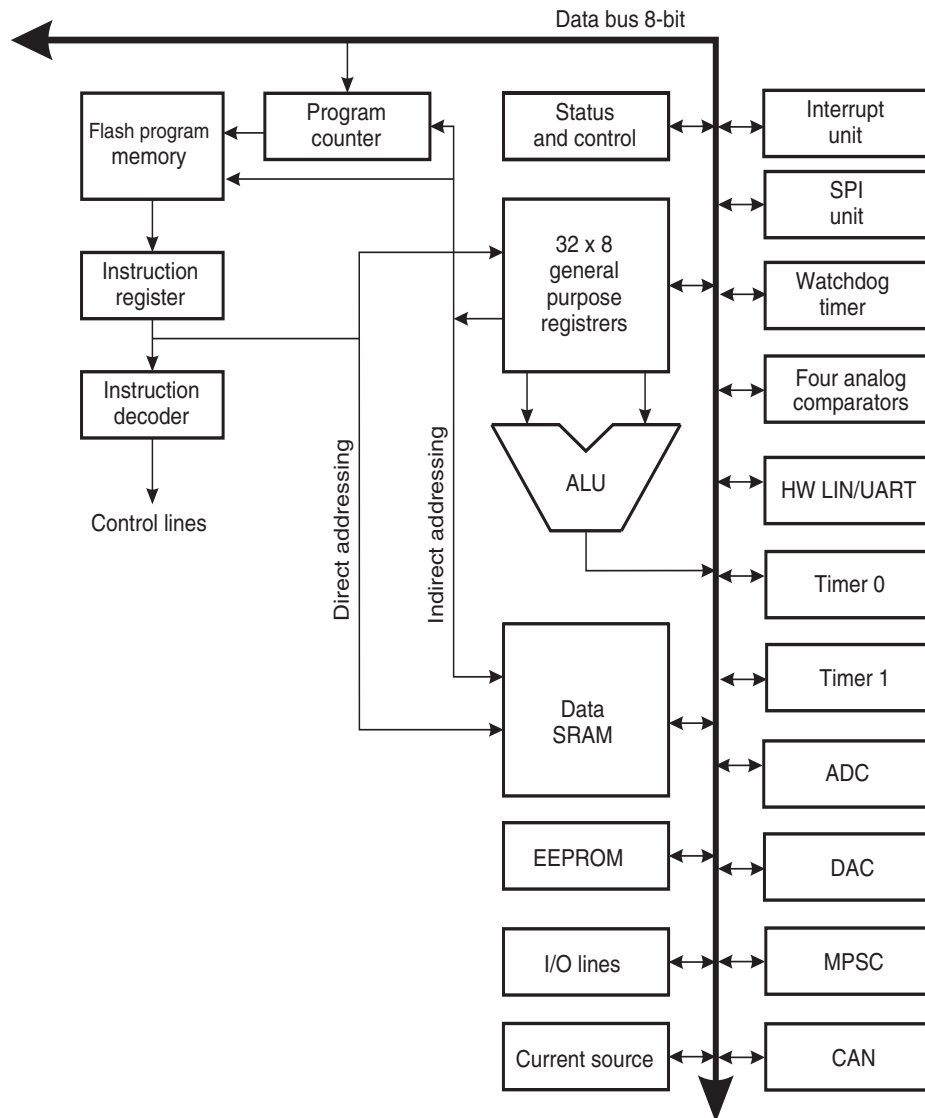 Data bus 8-bit
Program
counter
Flash program
memory
Instruction
register
Instruction
decoder
Control lines
Direct addressing
Indirect addressing
Status
and control
32 x 8
general
purpose
registrers
ALU
Data
SRAM
EEPROM
I/O lines
Current source
Interrupt
unit
SPI
unit
Watchdog
timer
Four analog
comparators
HW LIN/UART
Timer 0
Timer 1
ADC
DAC
MPSC
CAN